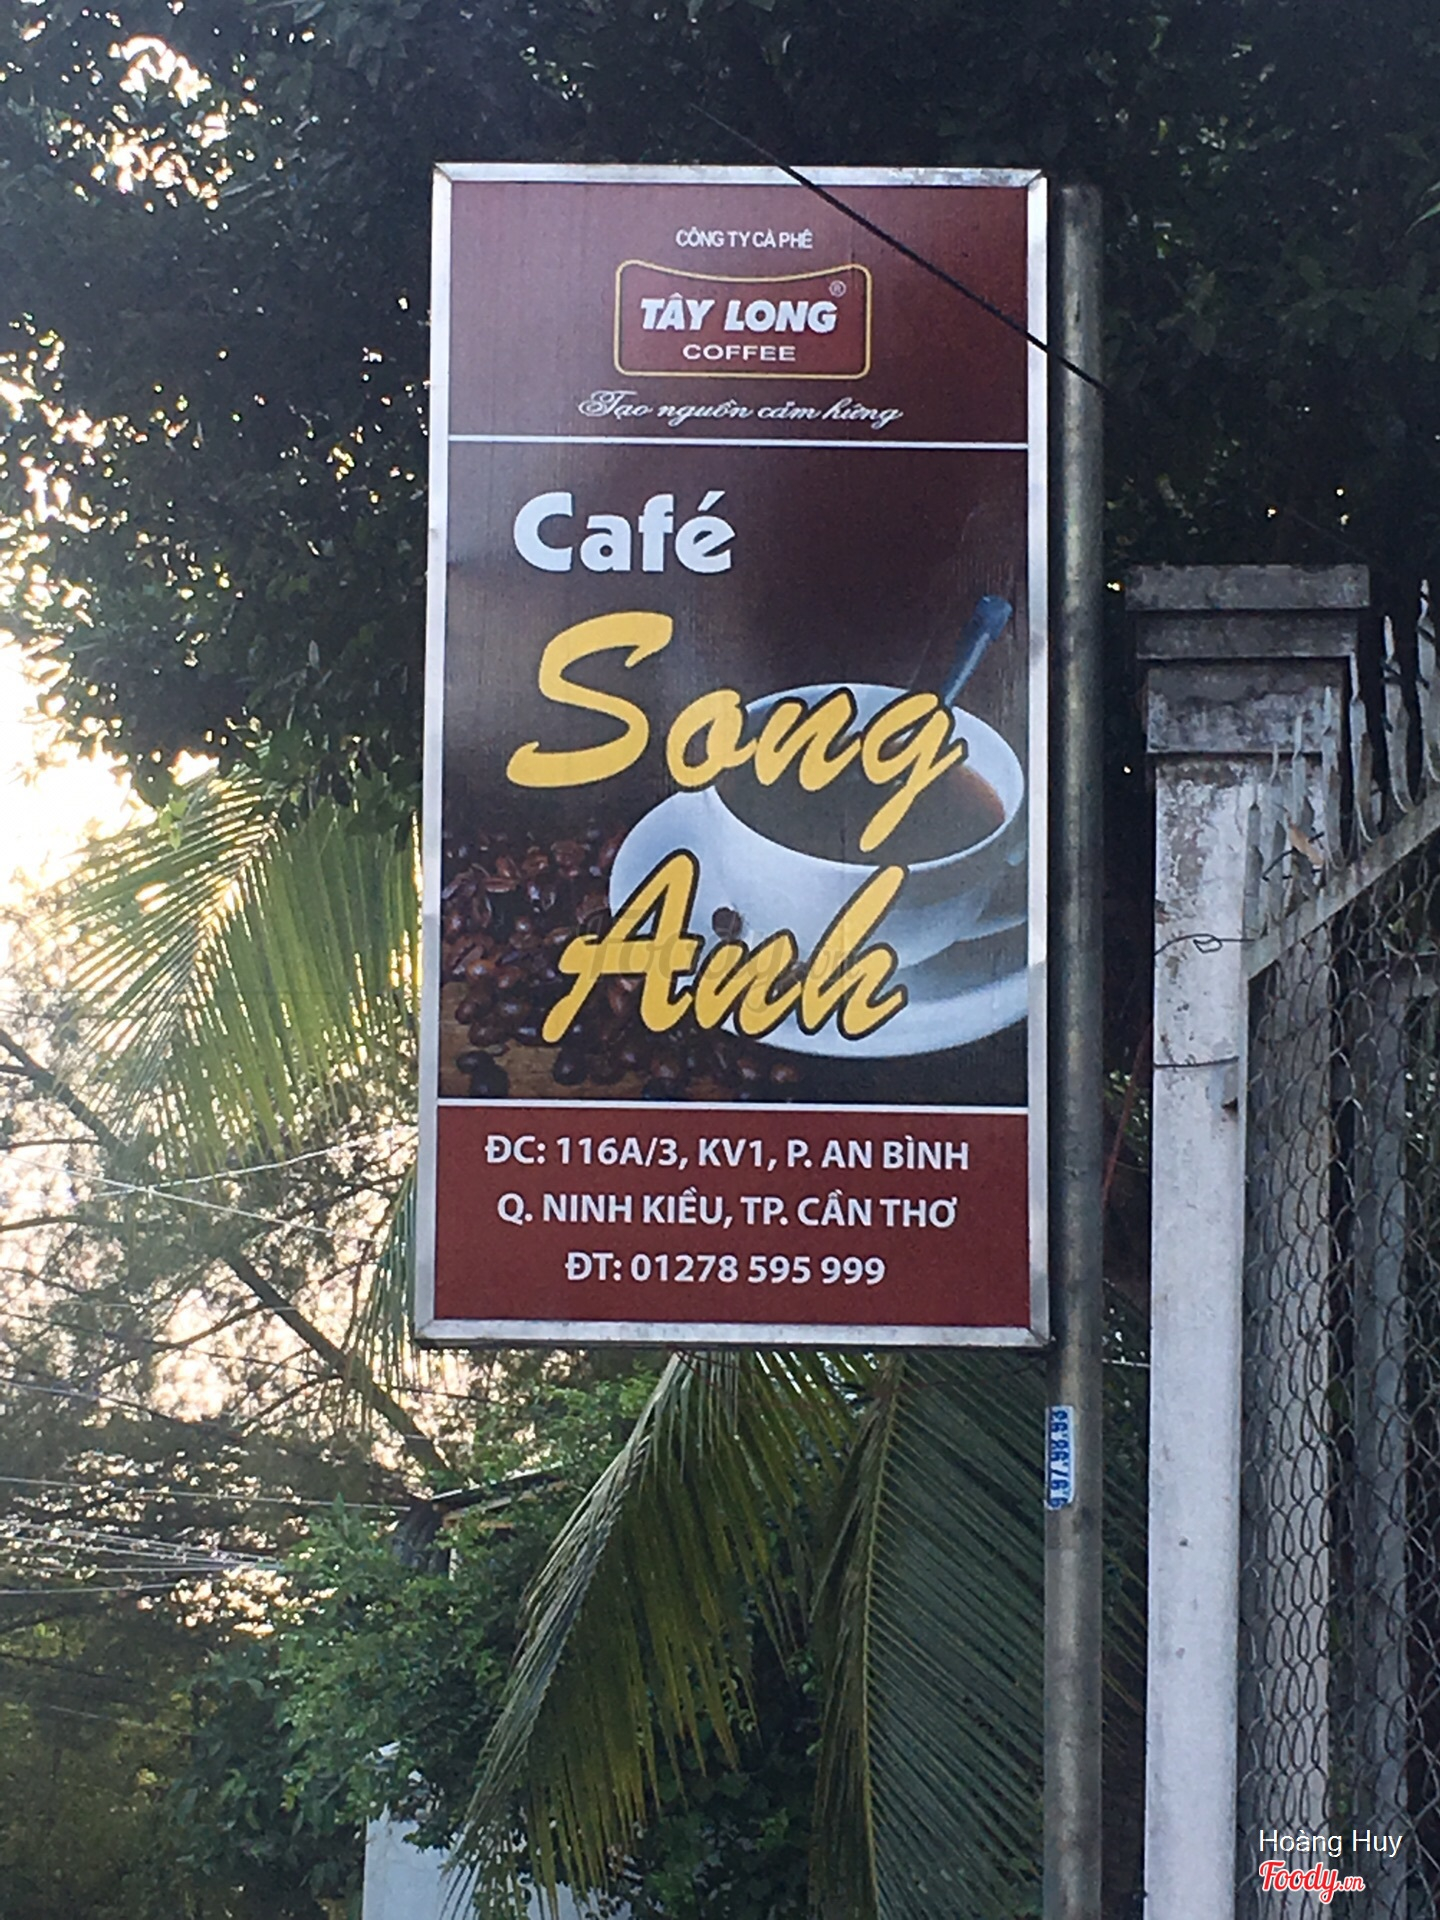 CÔNG TY CÀ PHÊ
TÂY LONG ®
COFFEE
Tạo nguồn cảm hứng
Café
Song
Anh
ĐC: 116A/3, KV1, P. AN BÌNH
Q. NINH KIỀU, TP. CẦN THƠ
ĐT: 01278 595 999
Hoàng Huy
Foody.vn